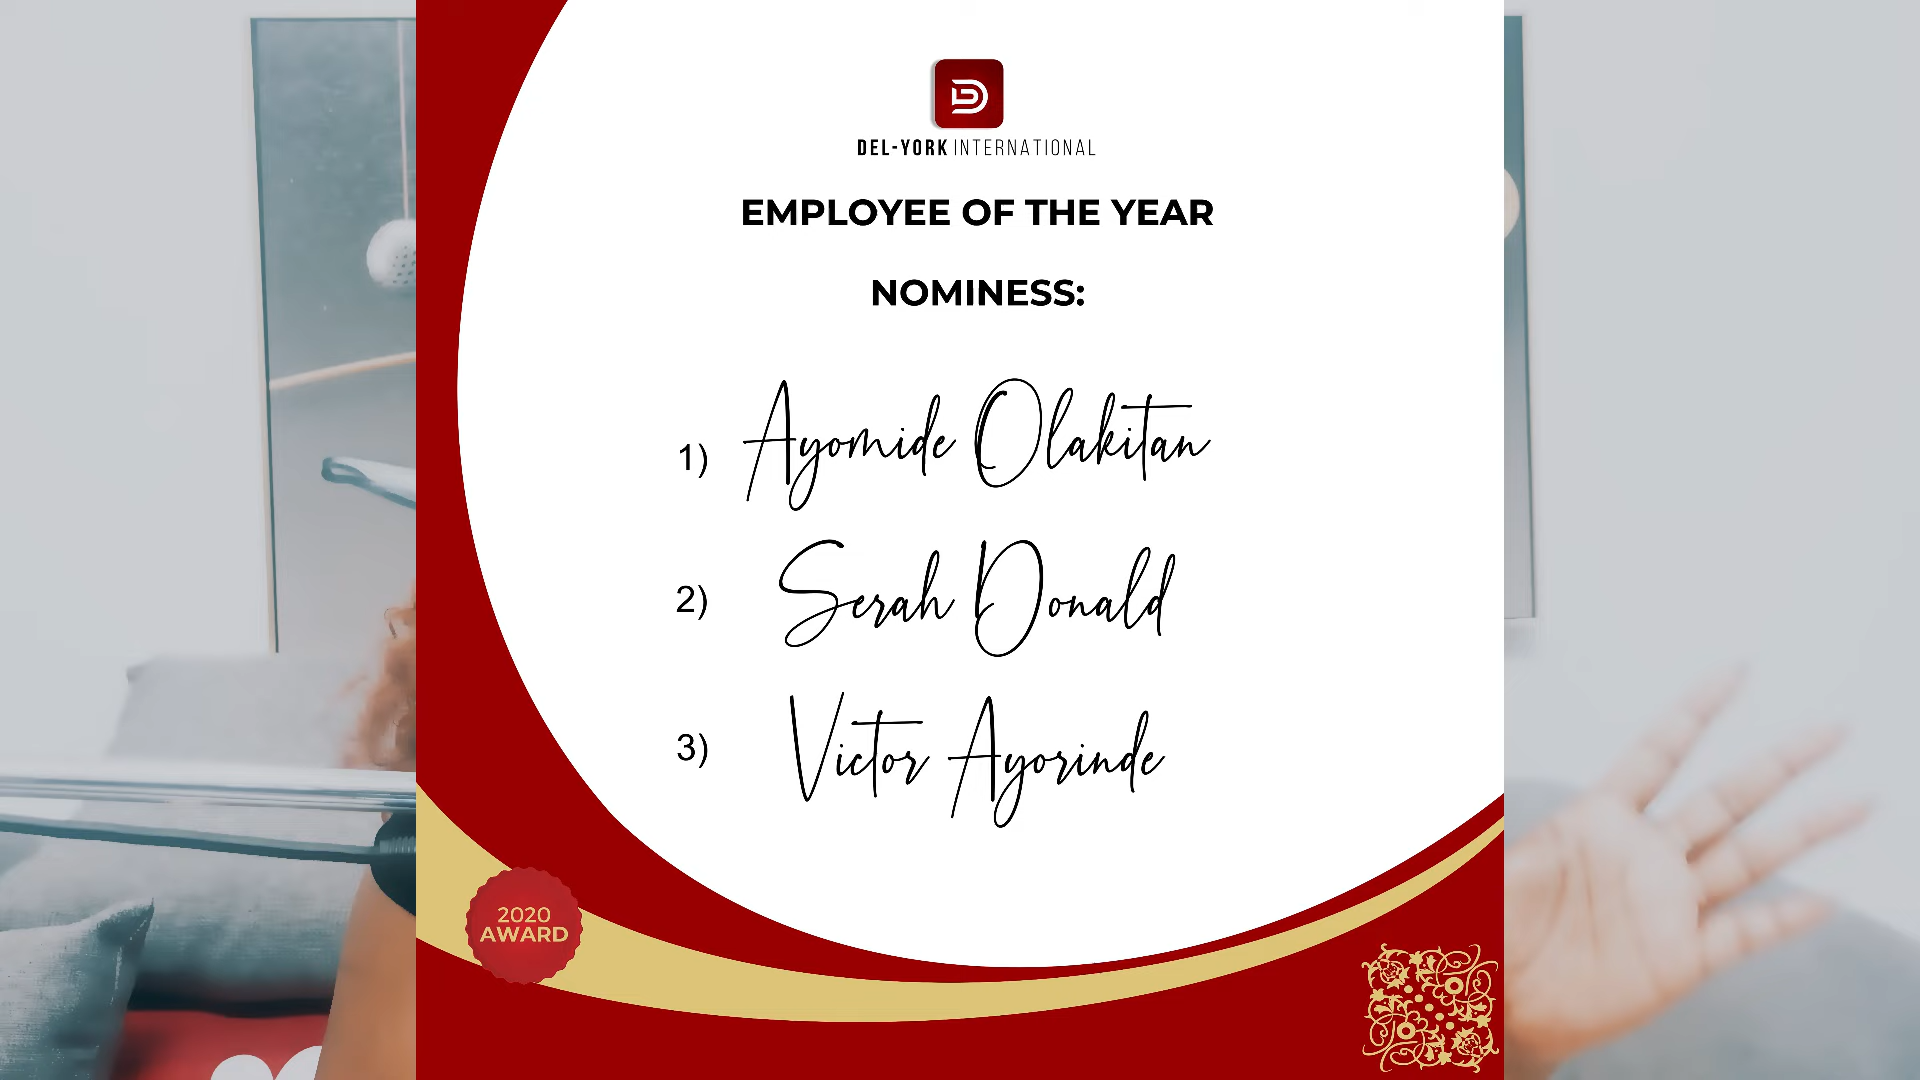 DEL-YORK INTERNATIONAL
EMPLOYEE OF THE YEAR
NOMINESS:
1) Ayomide Olakitan
2) Serah Donald
3) Victor Ayorinde
2020
AWARD